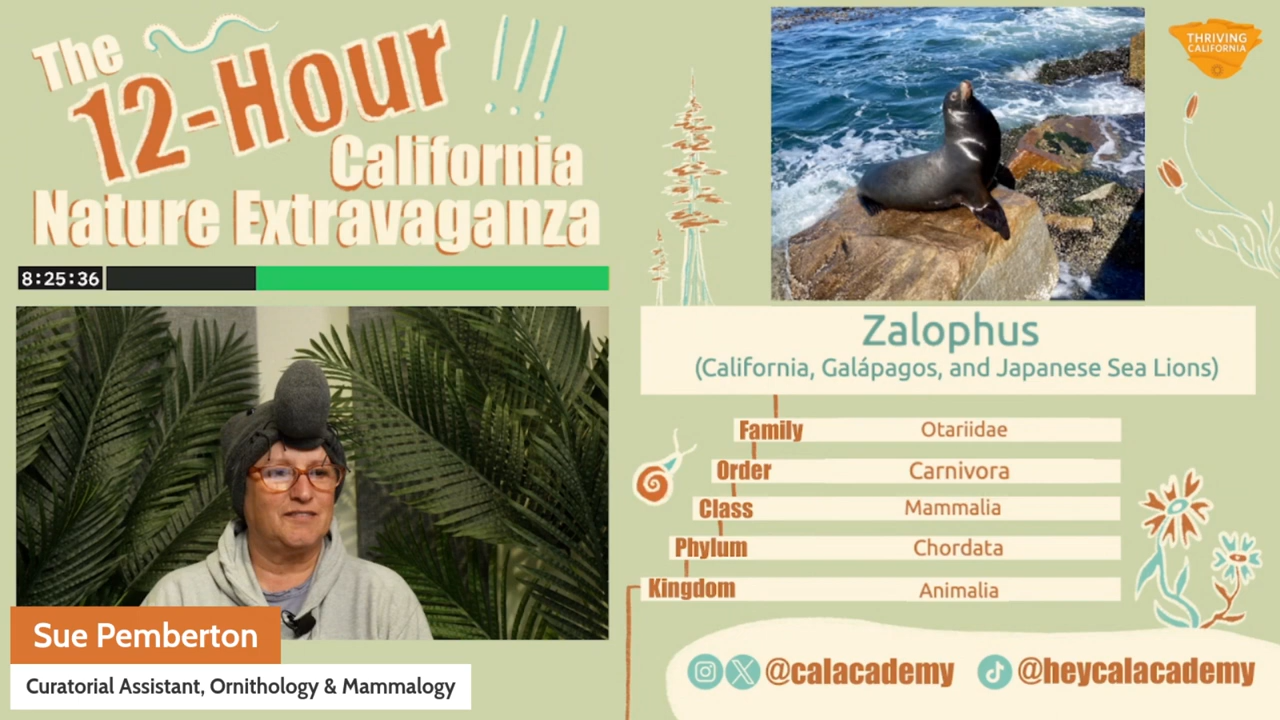 The
12-Hour !!!
California
Nature Extravaganza
8:25:36
Sue Pemberton
Curatorial Assistant, Ornithology & Mammalogy
THRIVING
CALIFORNIA
Zalophus
(California, Galápagos, and Japanese Sea Lions)
Family Otariidae
Order Carnivora
Class Mammalia
Phylum Chordata
Kingdom Animalia
@calacademy @heycalacademy